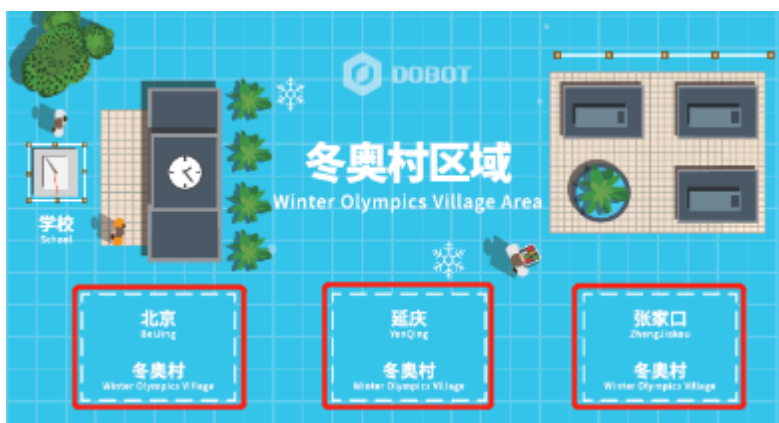 DOBOT
冬奥村区域
Winter Olympics Village Area
学校
School
北京
BeiJing
冬奥村
Winter Olympics Village
延庆
YanQing
冬奥村
Winter Olympics Village
张家口
ZhangJiakou
冬奥村
Winter Olympics Village